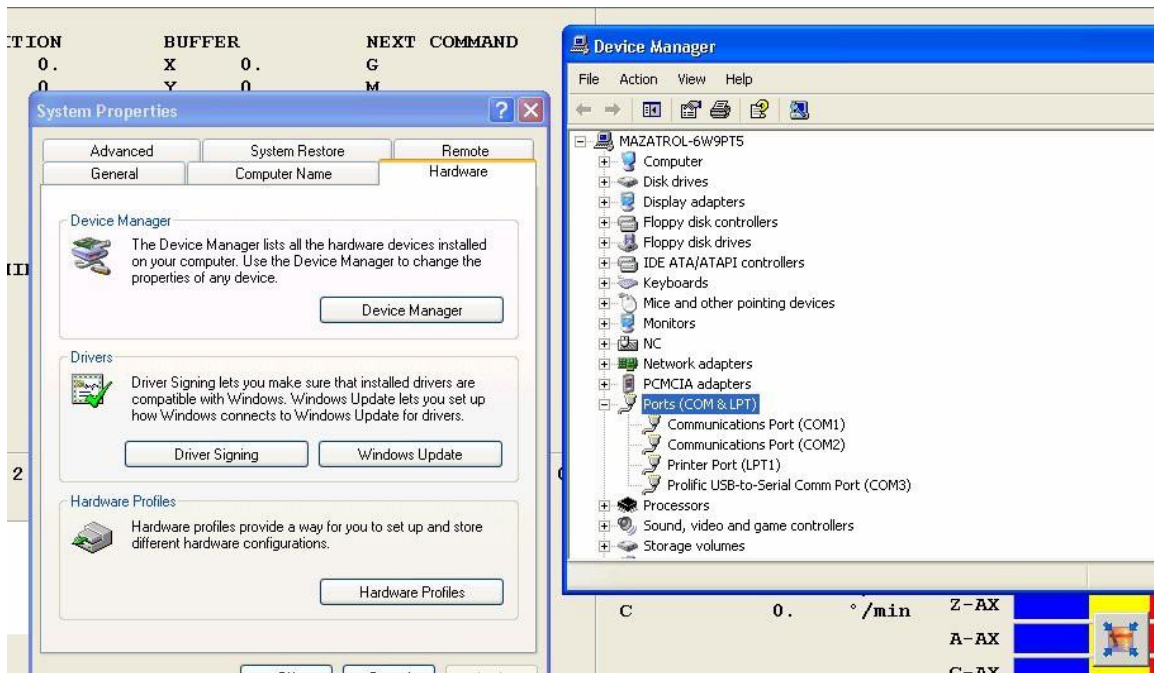 BUFFER
NEXT COMMAND
0.
X 0.
G
System Properties
Advanced
System Restore
Remote
General
Computer Name
Hardware
Device Manager
The Device Manager lists all the hardware devices installed
on your computer. Use the Device Manager to change the
properties of any device.
Device Manager
Drivers
Driver Signing lets you make sure that installed drivers are
compatible with Windows. Windows Update lets you set up
how Windows connects to Windows Update for drivers.
Driver Signing
Windows Update
2
Hardware Profiles
Hardware profiles provide a way for you to set up and store
different hardware configurations.
Hardware Profiles
Device Manager
File Action View Help
MAZATROL-6W9PT5
Computer
Disk drives
Display adapters
Floppy disk controllers
Floppy disk drives
IDE ATA/ATAPI controllers
Keyboards
Mice and other pointing devices
Monitors
NC
Network adapters
PCMCIA adapters
Ports (COM & LPT)
Communications Port (COM1)
Communications Port (COM2)
Printer Port (LPT1)
Prolific USB-to-Serial Comm Port (COM3)
Processors
Sound, video and game controllers
Storage volumes
C 0. °/min
Z-AX
A-AX